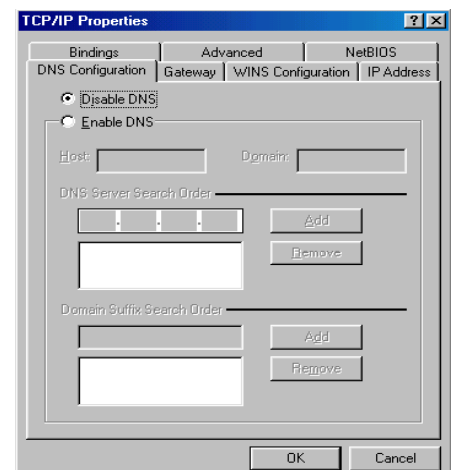 TCP/IP Properties
Bindings Advanced NetBIOS
DNS Configuration Gateway WINS Configuration IP Address
Disable DNS
Enable DNS
Host: Domain:
DNS Server Search Order
Add
Remove
Domain Suffix Search Order
Add
Remove
OK Cancel